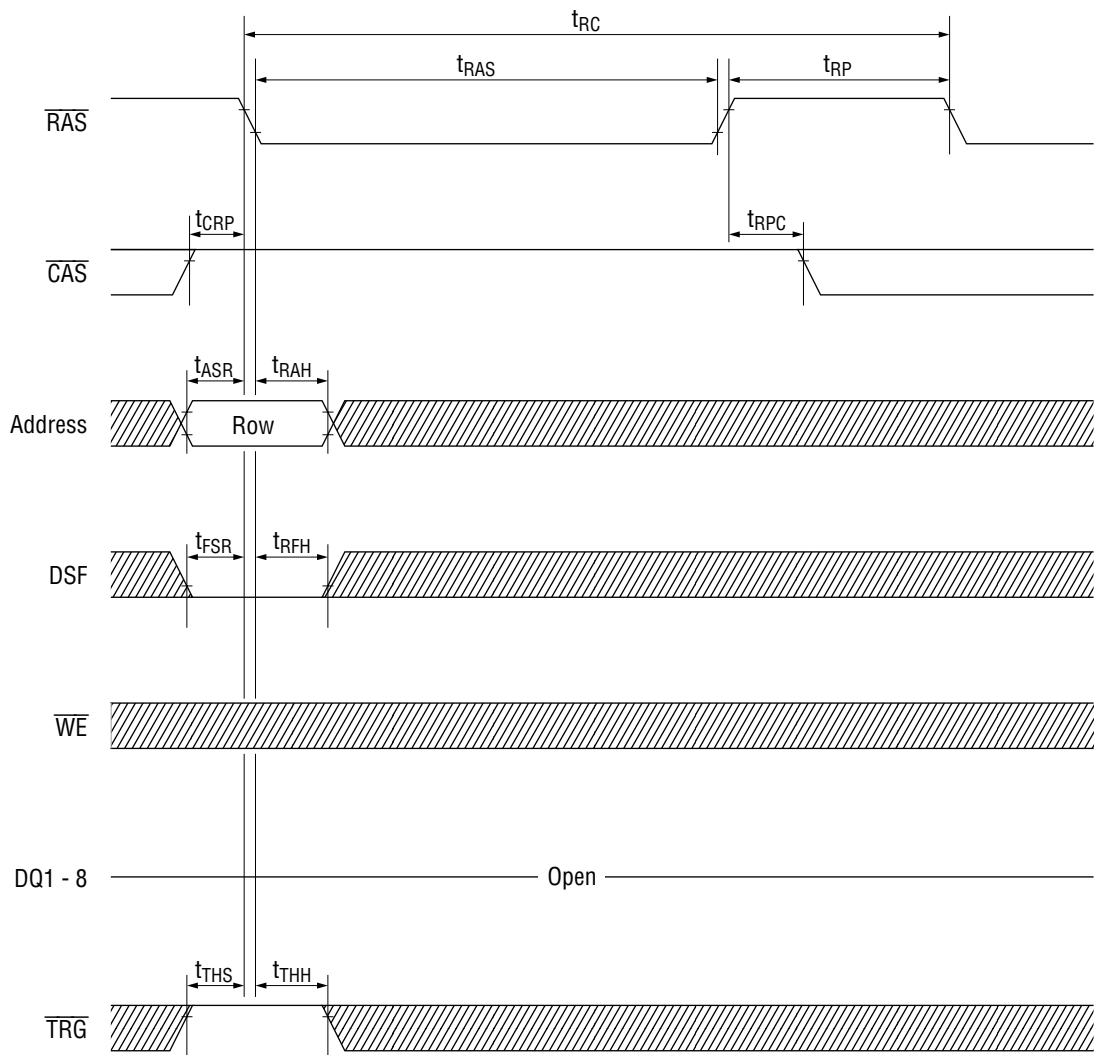 tRC
tRAS tRP
RAS
tCRP tRPC
CAS
tASR tRAH
Address Row
tFSR tRFH
DSF
WE
DQ1 - 8 Open
tTHS tTHH
TRG